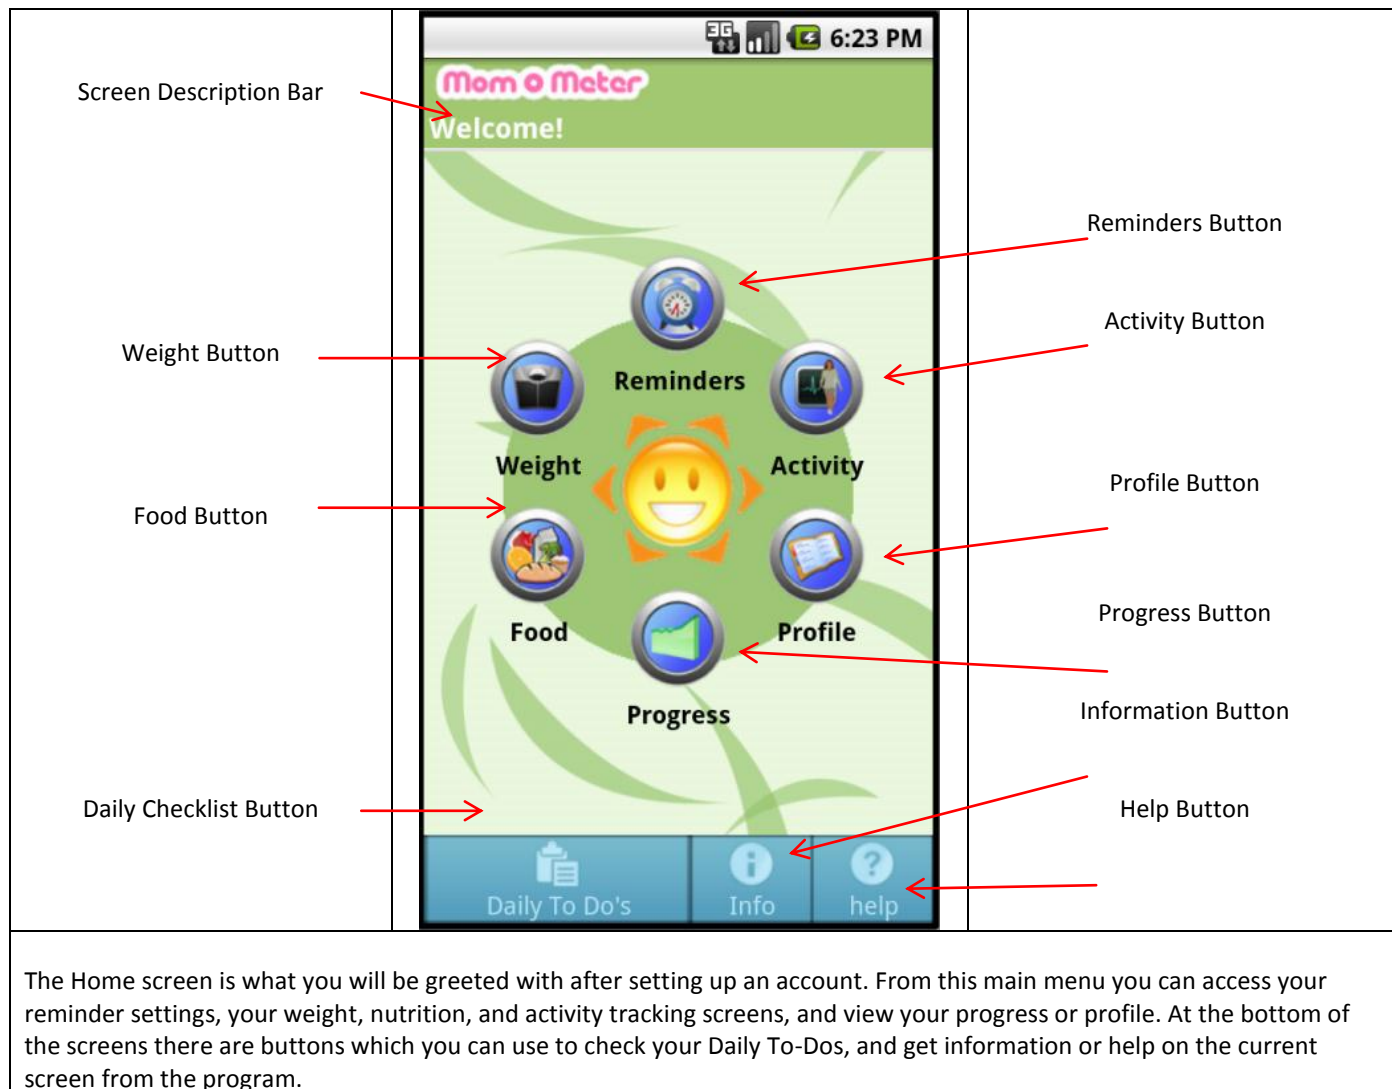 3G
6:23 PM
Mom O Meter
Welcome!
Screen Description Bar
Reminders Button
Activity Button
Weight Button
Reminders
Weight
Activity
Profile Button
Food Button
Food
Profile
Progress Button
Progress
Information Button
Daily Checklist Button
Help Button
Daily To Do's
Info
help
The Home screen is what you will be greeted with after setting up an account. From this main menu you can access your
reminder settings, your weight, nutrition, and activity tracking screens, and view your progress or profile. At the bottom of
the screens there are buttons which you can use to check your Daily To-Dos, and get information or help on the current
screen from the program.